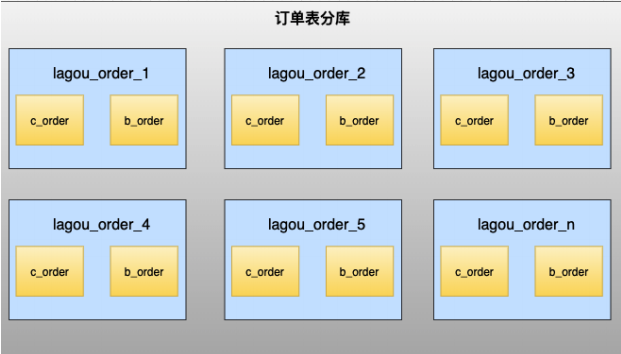 订单表分库
lagou_order_1
lagou_order_2
lagou_order_3
c_order
b_order
c_order
b_order
c_order
b_order
lagou_order_4
lagou_order_5
lagou_order_n
c_order
b_order
c_order
b_order
c_order
b_order